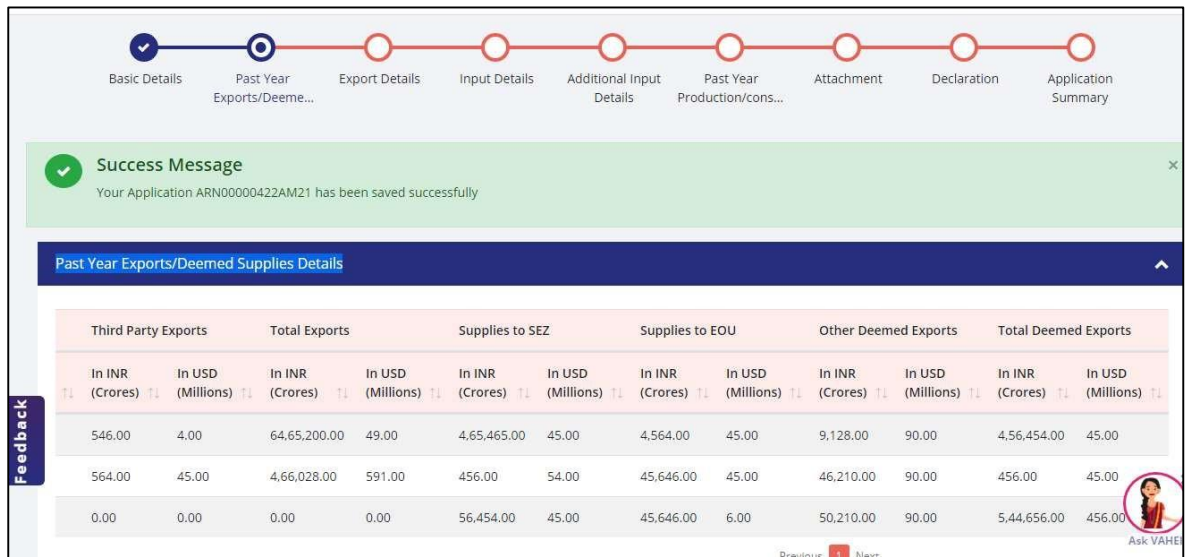 Basic Details Past Year Export Details Input Details Additional Input Past Year Attachment Declaration Application
Exports/Deeme... Details Production/cons... Summary
Success Message
×
Your Application ARN00000422AM21 has been saved successfully
Past Year Exports/Deemed Supplies Details
Third Party Exports Total Exports Supplies to SEZ Supplies to EOU Other Deemed Exports Total Deemed Exports
In INR In USD In INR In USD In INR In USD In INR In USD In INR In USD In INR In USD
(Crores) (Millions) (Crores) (Millions) (Crores) (Millions) (Crores) (Millions) (Crores) (Millions) (Crores) (Millions)
546.00 4.00 64,65,200.00 49.00 4,65,465.00 45.00 4,564.00 45.00 9,128.00 90.00 4,56,454.00 45.00
564.00 45.00 4,66,028.00 591.00 456.00 54.00 45,646.00 45.00 46,210.00 90.00 456.00 45.00
0.00 0.00 0.00 0.00 56,454.00 45.00 45,646.00 6.00 50,210.00 90.00 5,44,656.00 456.00
Previous 1 Next
Feedback
Ask